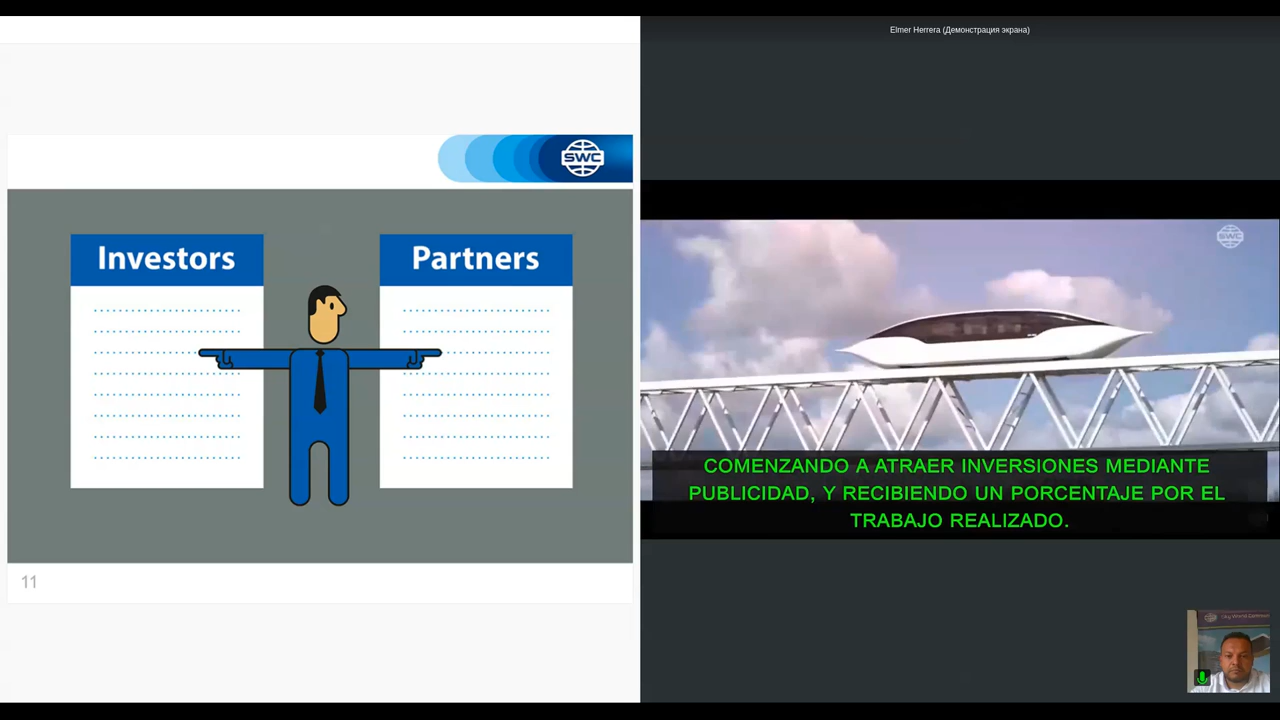 Elmer Herrera (Демонстрация экрана)
SWC
Investors
Partners
11
SWC
COMENZANDO A ATRAER INVERSIONES MEDIANTE
PUBLICIDAD, Y RECIBIENDO UN PORCENTAJE POR EL
TRABAJO REALIZADO.